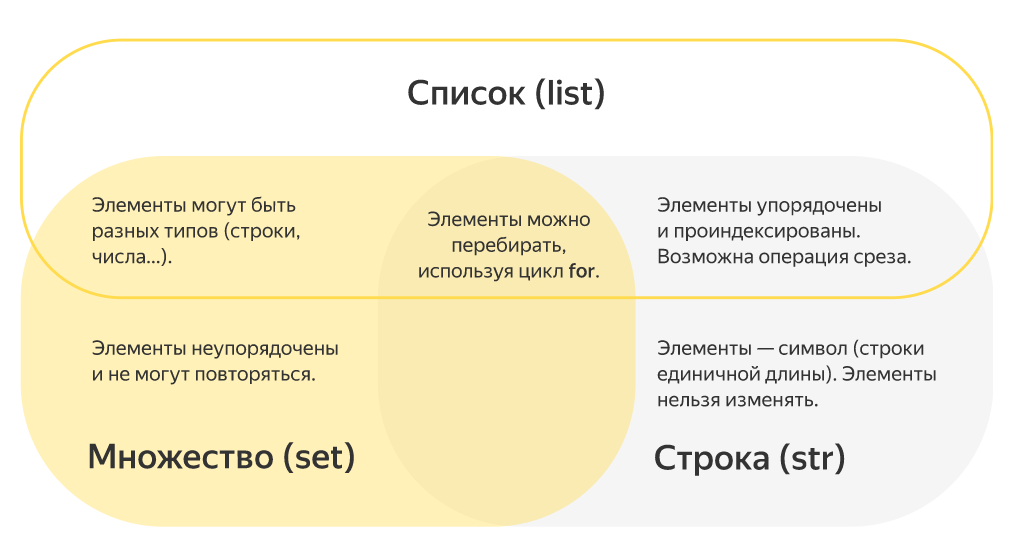 Список (list)
Элементы могут быть
разных типов (строки,
числа...).
Элементы можно
перебирать,
используя цикл for.
Элементы упорядочены
и проиндексированы.
Возможна операция среза.
Элементы неупорядочены
и не могут повторяться.
Элементы — символ (строки
единичной длины). Элементы
нельзя изменять.
Множество (set)
Строка (str)